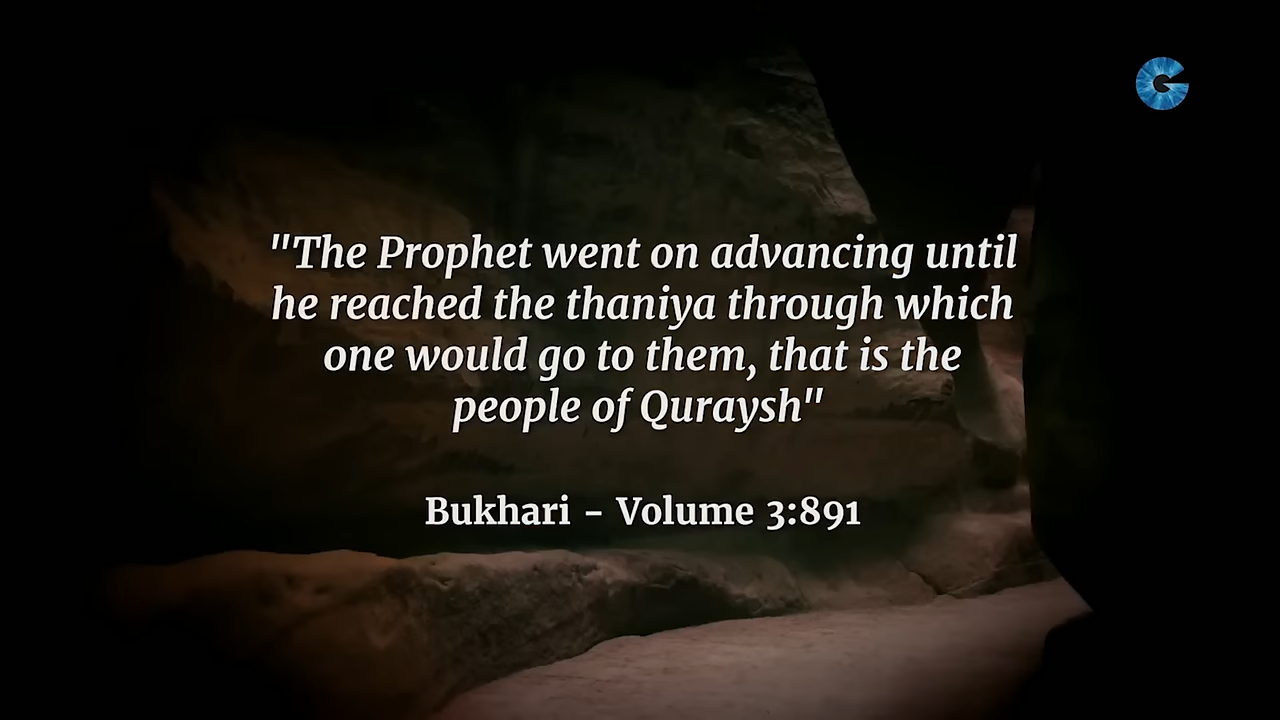 "The Prophet went on advancing until
he reached the thaniya through which
one would go to them, that is the
people of Quraysh"
Bukhari - Volume 3:891
G